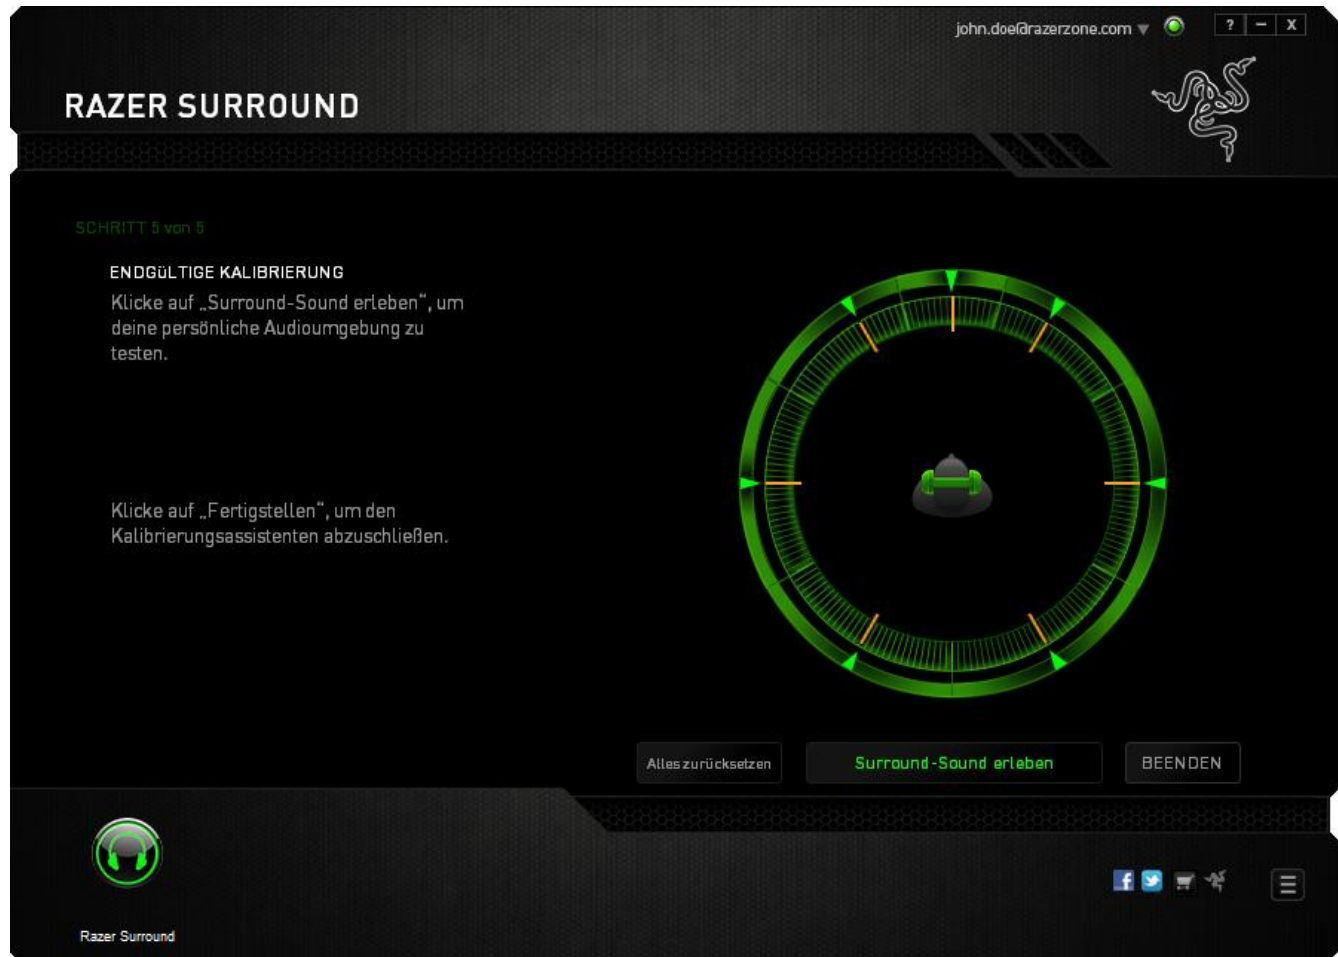 john.doe@razerzone.com
? – X
RAZER SURROUND
SCHRITT 5 von 5
ENDGüLTIGE KALIBRIERUNG
Klicke auf „Surround-Sound erleben“, um
deine persönliche Audioumgebung zu
testen.
Klicke auf „Fertigstellen“, um den
Kalibrierungsassistenten abzuschließen.
Alles zurücksetzen
Surround-Sound erleben
BEENDEN
Razer Surround